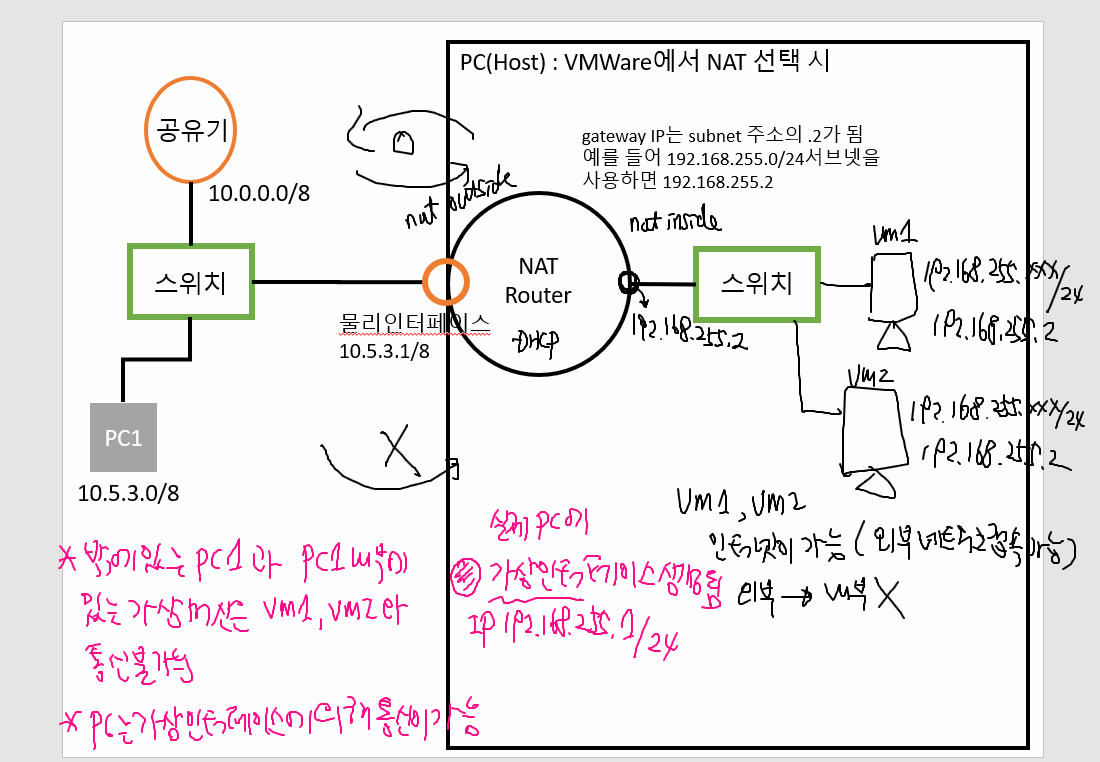 PC(Host) : VMWare에서 NAT 선택 시
공유기
10.0.0.0/8
gateway IP는 subnet 주소의 .2가 됨
예를 들어 192.168.255.0/24서브넷을
사용하면 192.168.255.2
nat outside
nat inside
스위치
NAT
Router
DHCP
스위치
물리인터페이스
10.5.3.1/8
192.168.255.2
vm1
192.168.255.xxx/24
192.168.255.2
vm2
192.168.255.xxx/24
192.168.255.2
PC1
10.5.3.0/8
X
vm1, vm2
인터넷이 가능 (외부 네트워크 접속 가능)
외부 → 내부 X
실제 PC에
가상인터페이스 생성됨
IP 192.168.255.1/24
* 밖에있는 PC1과 PC1내부에
있는 가상머신은 vm1, vm2와
통신불가능
* PC는 가상인터페이스에 의해 통신이 가능